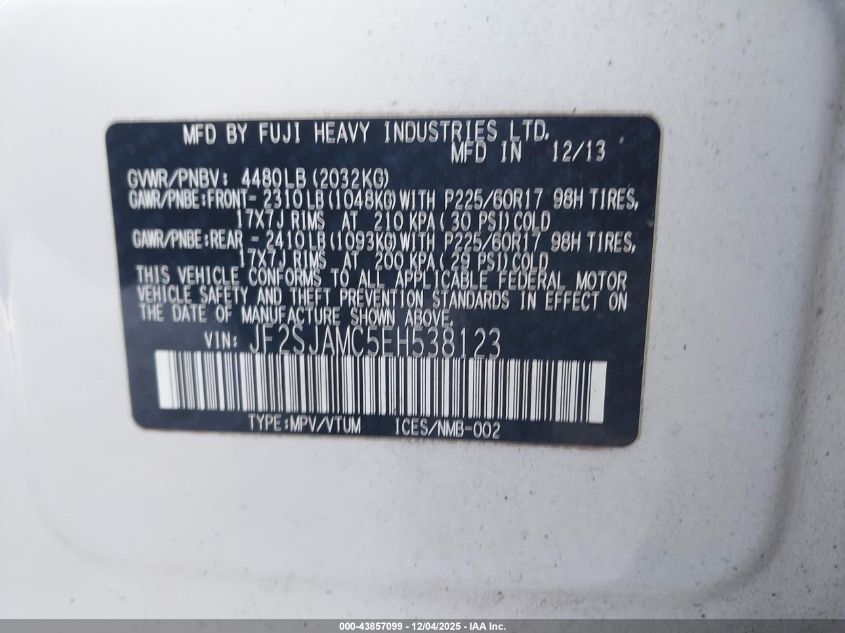 MFD BY FUJI HEAVY INDUSTRIES LTD.
MFD IN 12/13
GVWR/PNBV: 4480LB(2032KG)
GAWR/PNBE:FRONT- 2310LB(1048KG)WITH P225/60R17 98H TIRES,
17X7J RIMS AT 210 KPA(30 PSI)COLD
GAWR/PNBE:REAR - 2410LB(1093KG)WITH P225/60R17 98H TIRES,
17X7J RIMS AT 200 KPA(29 PSI)COLD
THIS VEHICLE CONFORMS TO ALL APPLICABLE FEDERAL MOTOR
VEHICLE SAFETY AND THEFT PREVENTION STANDARDS IN EFFECT ON
THE DATE OF MANUFACTURE SHOWN ABOVE.
VIN: JF2SJAMC5EH538123
TYPE:MPV/VTUM ICES/NMB-002
000-43857099 - 12/04/2025 - IAA Inc.